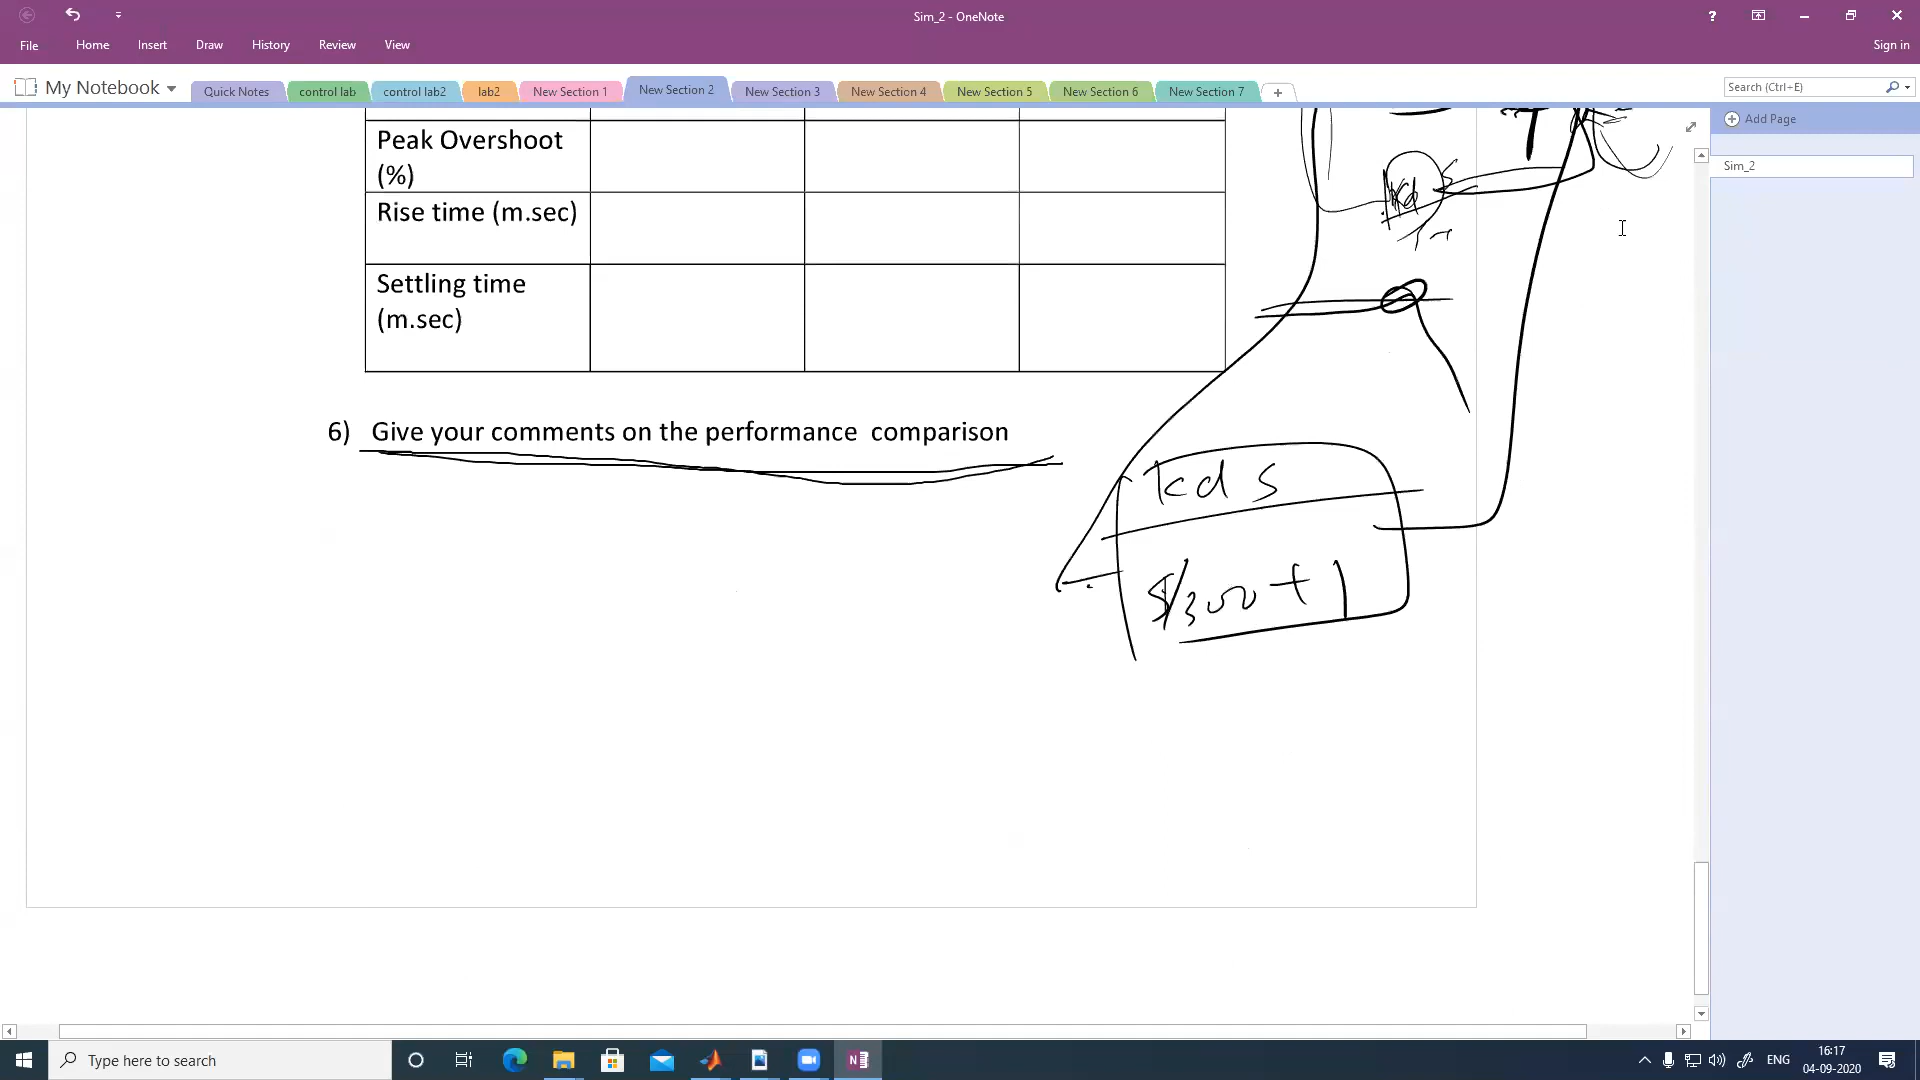 Sim_2 - OneNote
?
File Home Insert Draw History Review View Sign in
My Notebook Quick Notes control lab control lab2 lab2 New Section 1 New Section 2 New Section 3 New Section 4 New Section 5 New Section 6 New Section 7 +
Search (Ctrl+E)
Add Page
Sim_2
Peak Overshoot
(%)
Rise time (m.sec)
Settling time
(m.sec)
6) Give your comments on the performance comparison
kd s
s/300 + 1
Type here to search
N
ENG
16:17
04-09-2020